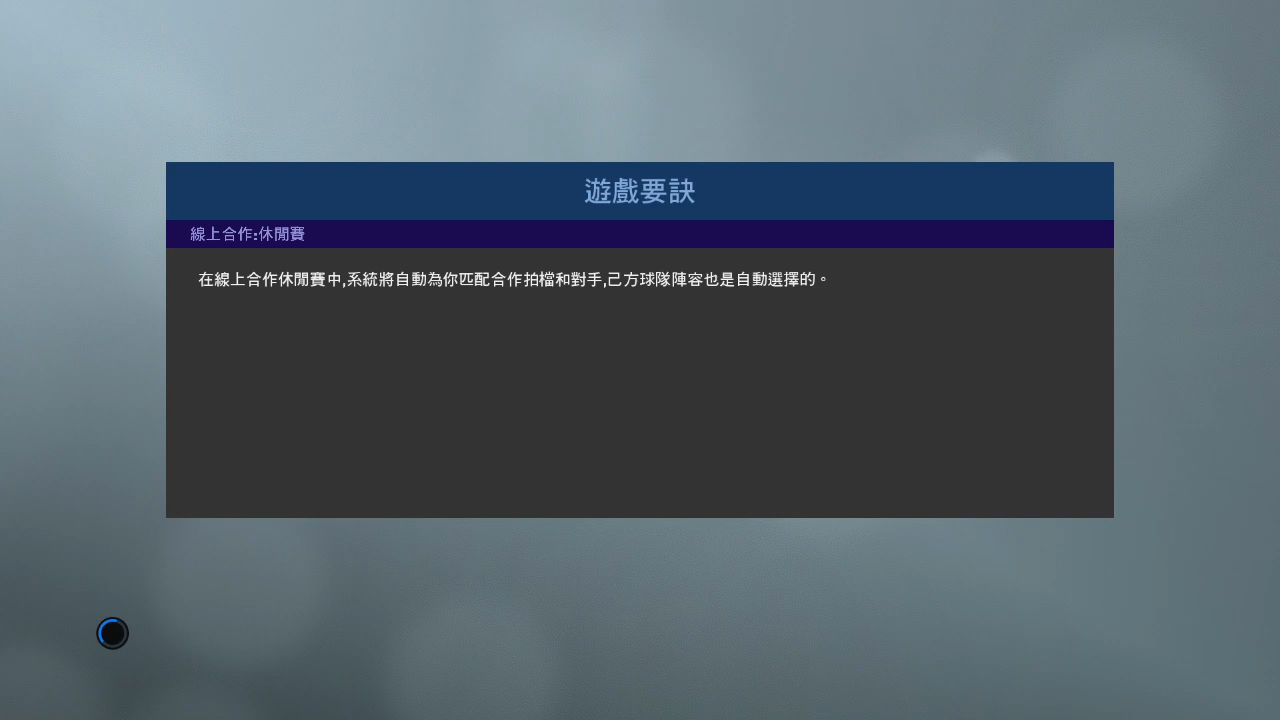 遊戲要訣
線上合作:休閒賽
在線上合作休閒賽中,系統將自動為你匹配合作拍檔和對手,己方球隊陣容也是自動選擇的。